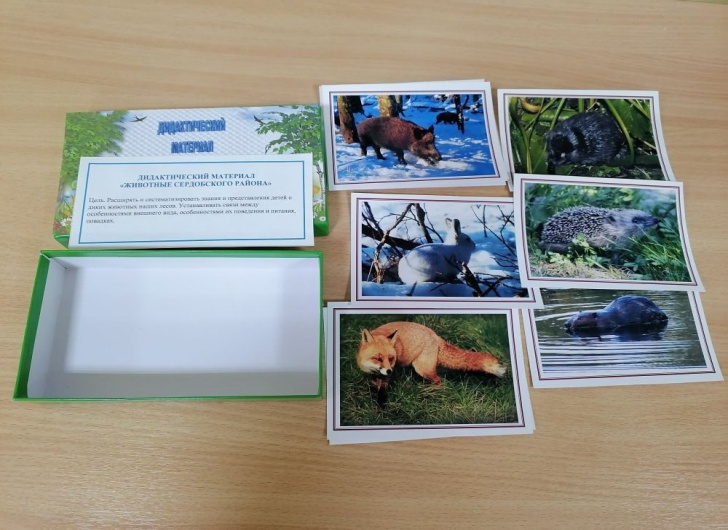 ДИДАКТИЧЕСКИЙ
МАТЕРИАЛ
ДИДАКТИЧЕСКИЙ МАТЕРИАЛ
«ЖИВОТНЫЕ СЕРДОБСКОГО РАЙОНА»
Цель. Расширять и систематизировать знания и представления детей о
диких животных наших лесов. Устанавливать связи между
особенностями внешнего вида, особенностями их поведения и питания,
повадках.